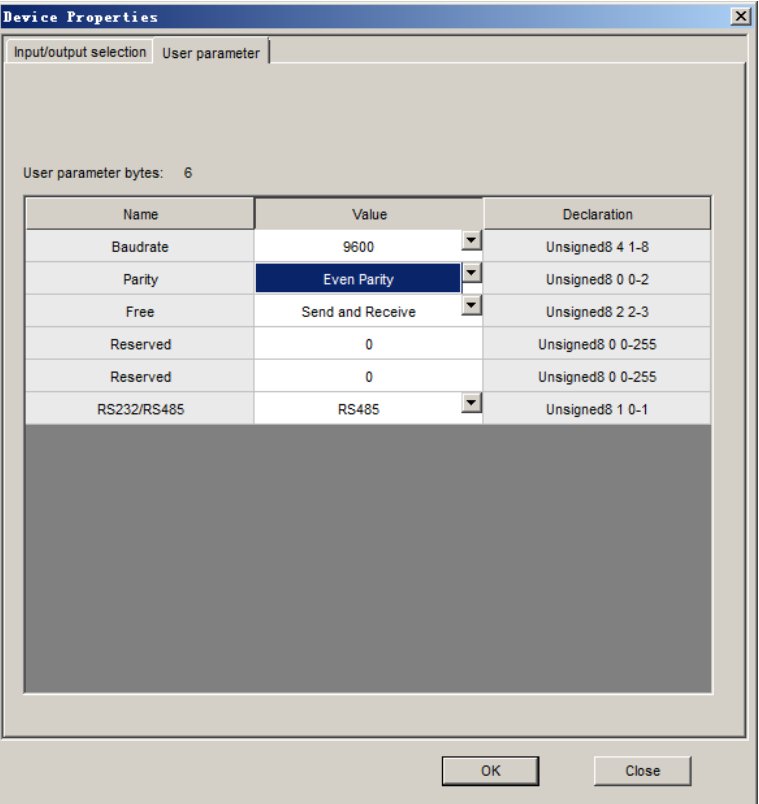 Device Properties
Input/output selection User parameter
User parameter bytes: 6
Name Value Declaration
Baudrate 9600 Unsigned8 4 1-8
Parity Even Parity Unsigned8 0 0-2
Free Send and Receive Unsigned8 2 2-3
Reserved 0 Unsigned8 0 0-255
Reserved 0 Unsigned8 0 0-255
RS232/RS485 RS485 Unsigned8 1 0-1
OK Close